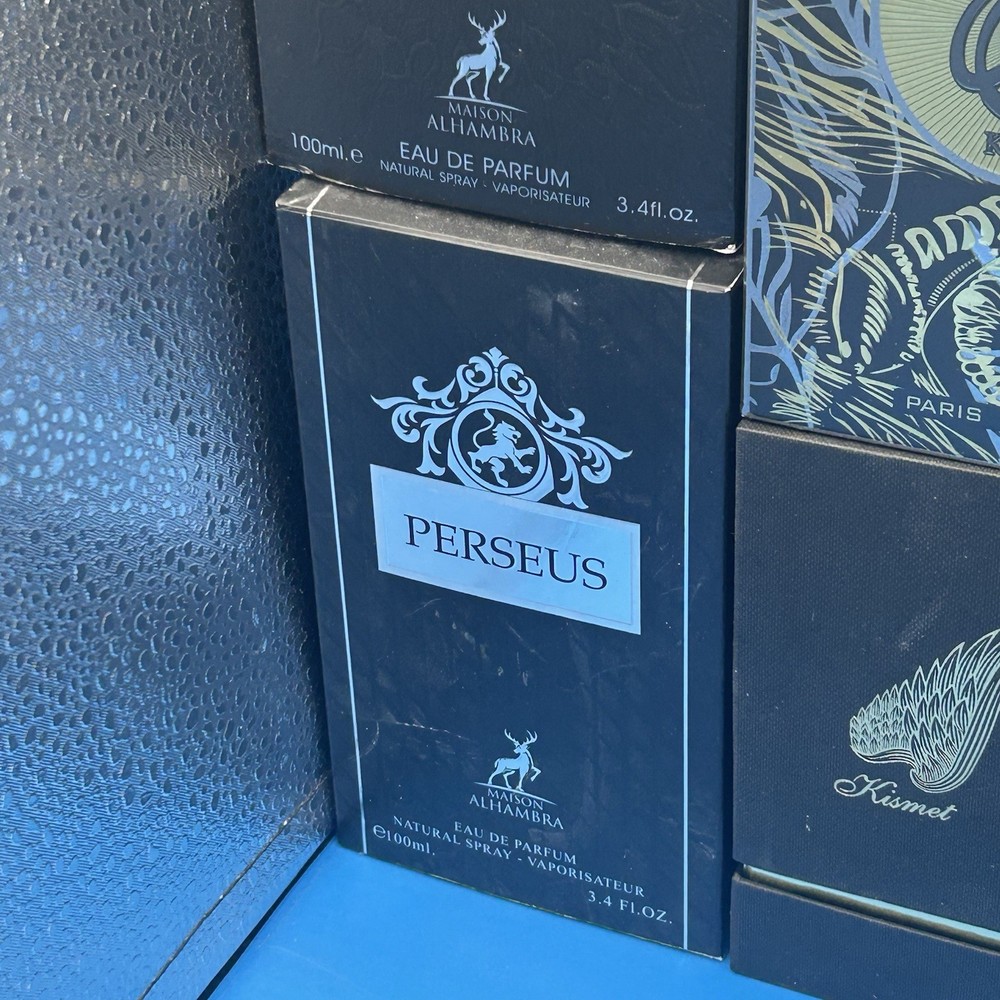 MAISON
ALHAMBRA
100ml.e
EAU DE PARFUM
NATURAL SPRAY - VAPORISATEUR
3.4fl.oz.
PERSEUS
MAISON
ALHAMBRA
EAU DE PARFUM
NATURAL SPRAY - VAPORISATEUR
e100ml.
3.4 Fl.OZ.
PARIS
Kismet